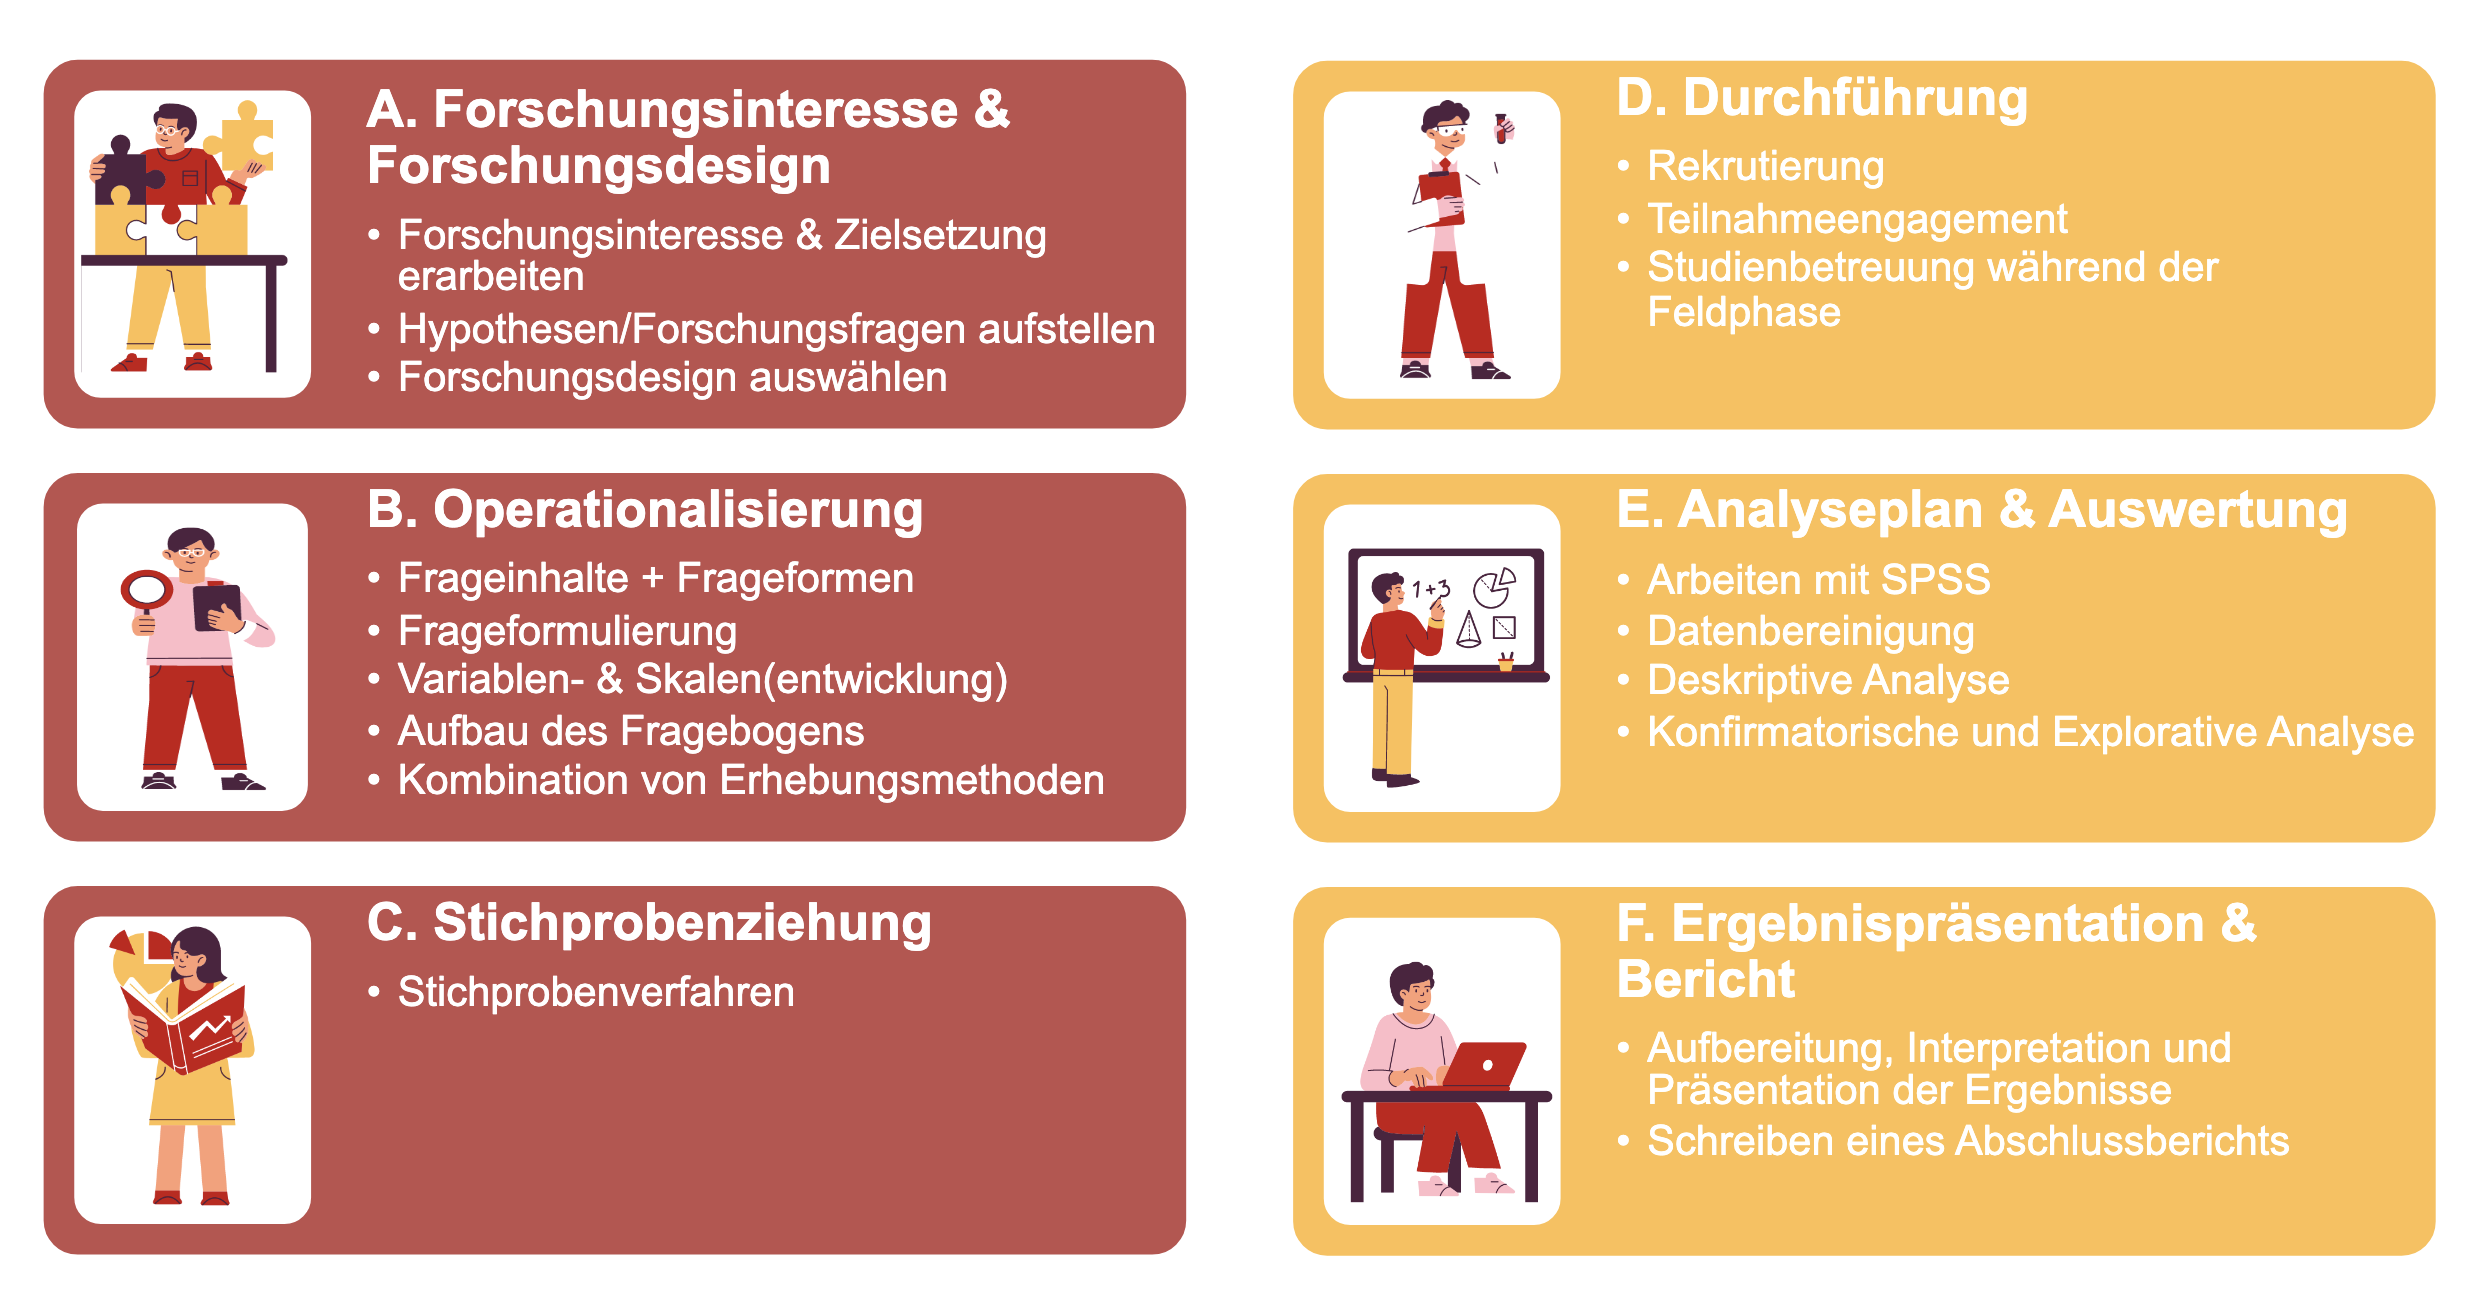 A. Forschungsinteresse &
Forschungsdesign
• Forschungsinteresse & Zielsetzung
erarbeiten
• Hypothesen/Forschungsfragen aufstellen
• Forschungsdesign auswählen
B. Operationalisierung
• Frageinhalte + Frageformen
• Frageformulierung
• Variablen- & Skalen(entwicklung)
• Aufbau des Fragebogens
• Kombination von Erhebungsmethoden
C. Stichprobenziehung
• Stichprobenverfahren
D. Durchführung
• Rekrutierung
• Teilnahmeengagement
• Studienbetreuung während der
Feldphase
E. Analyseplan & Auswertung
1+3
• Arbeiten mit SPSS
• Datenbereinigung
• Deskriptive Analyse
• Konfirmatorische und Explorative Analyse
F. Ergebnispräsentation &
Bericht
• Aufbereitung, Interpretation und
Präsentation der Ergebnisse
• Schreiben eines Abschlussberichts